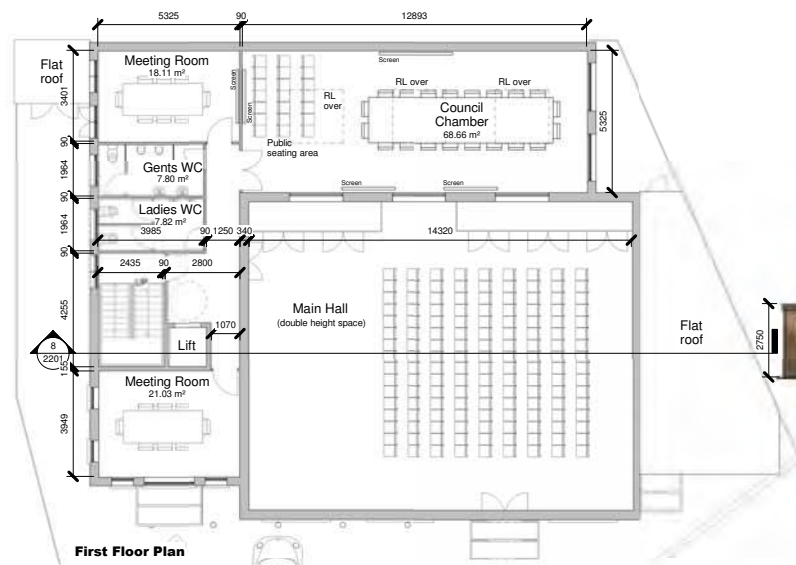 5325
90
12893
Flat
roof
Meeting Room
18.11 m²
Screen
Screen
Screen
RL
over
RL over
RL over
Council
Chamber
68.66 m²
Public
seating area
3401
5325
90
1964
Gents WC
7.80 m²
90
1964
Ladies WC
7.82 m²
Screen
Screen
3985
90
1250
340
14320
90
2435
90
2800
4255
Main Hall
(double height space)
1070
Lift
8
2201
155
Flat
roof
2750
Meeting Room
21.03 m²
3949
First Floor Plan